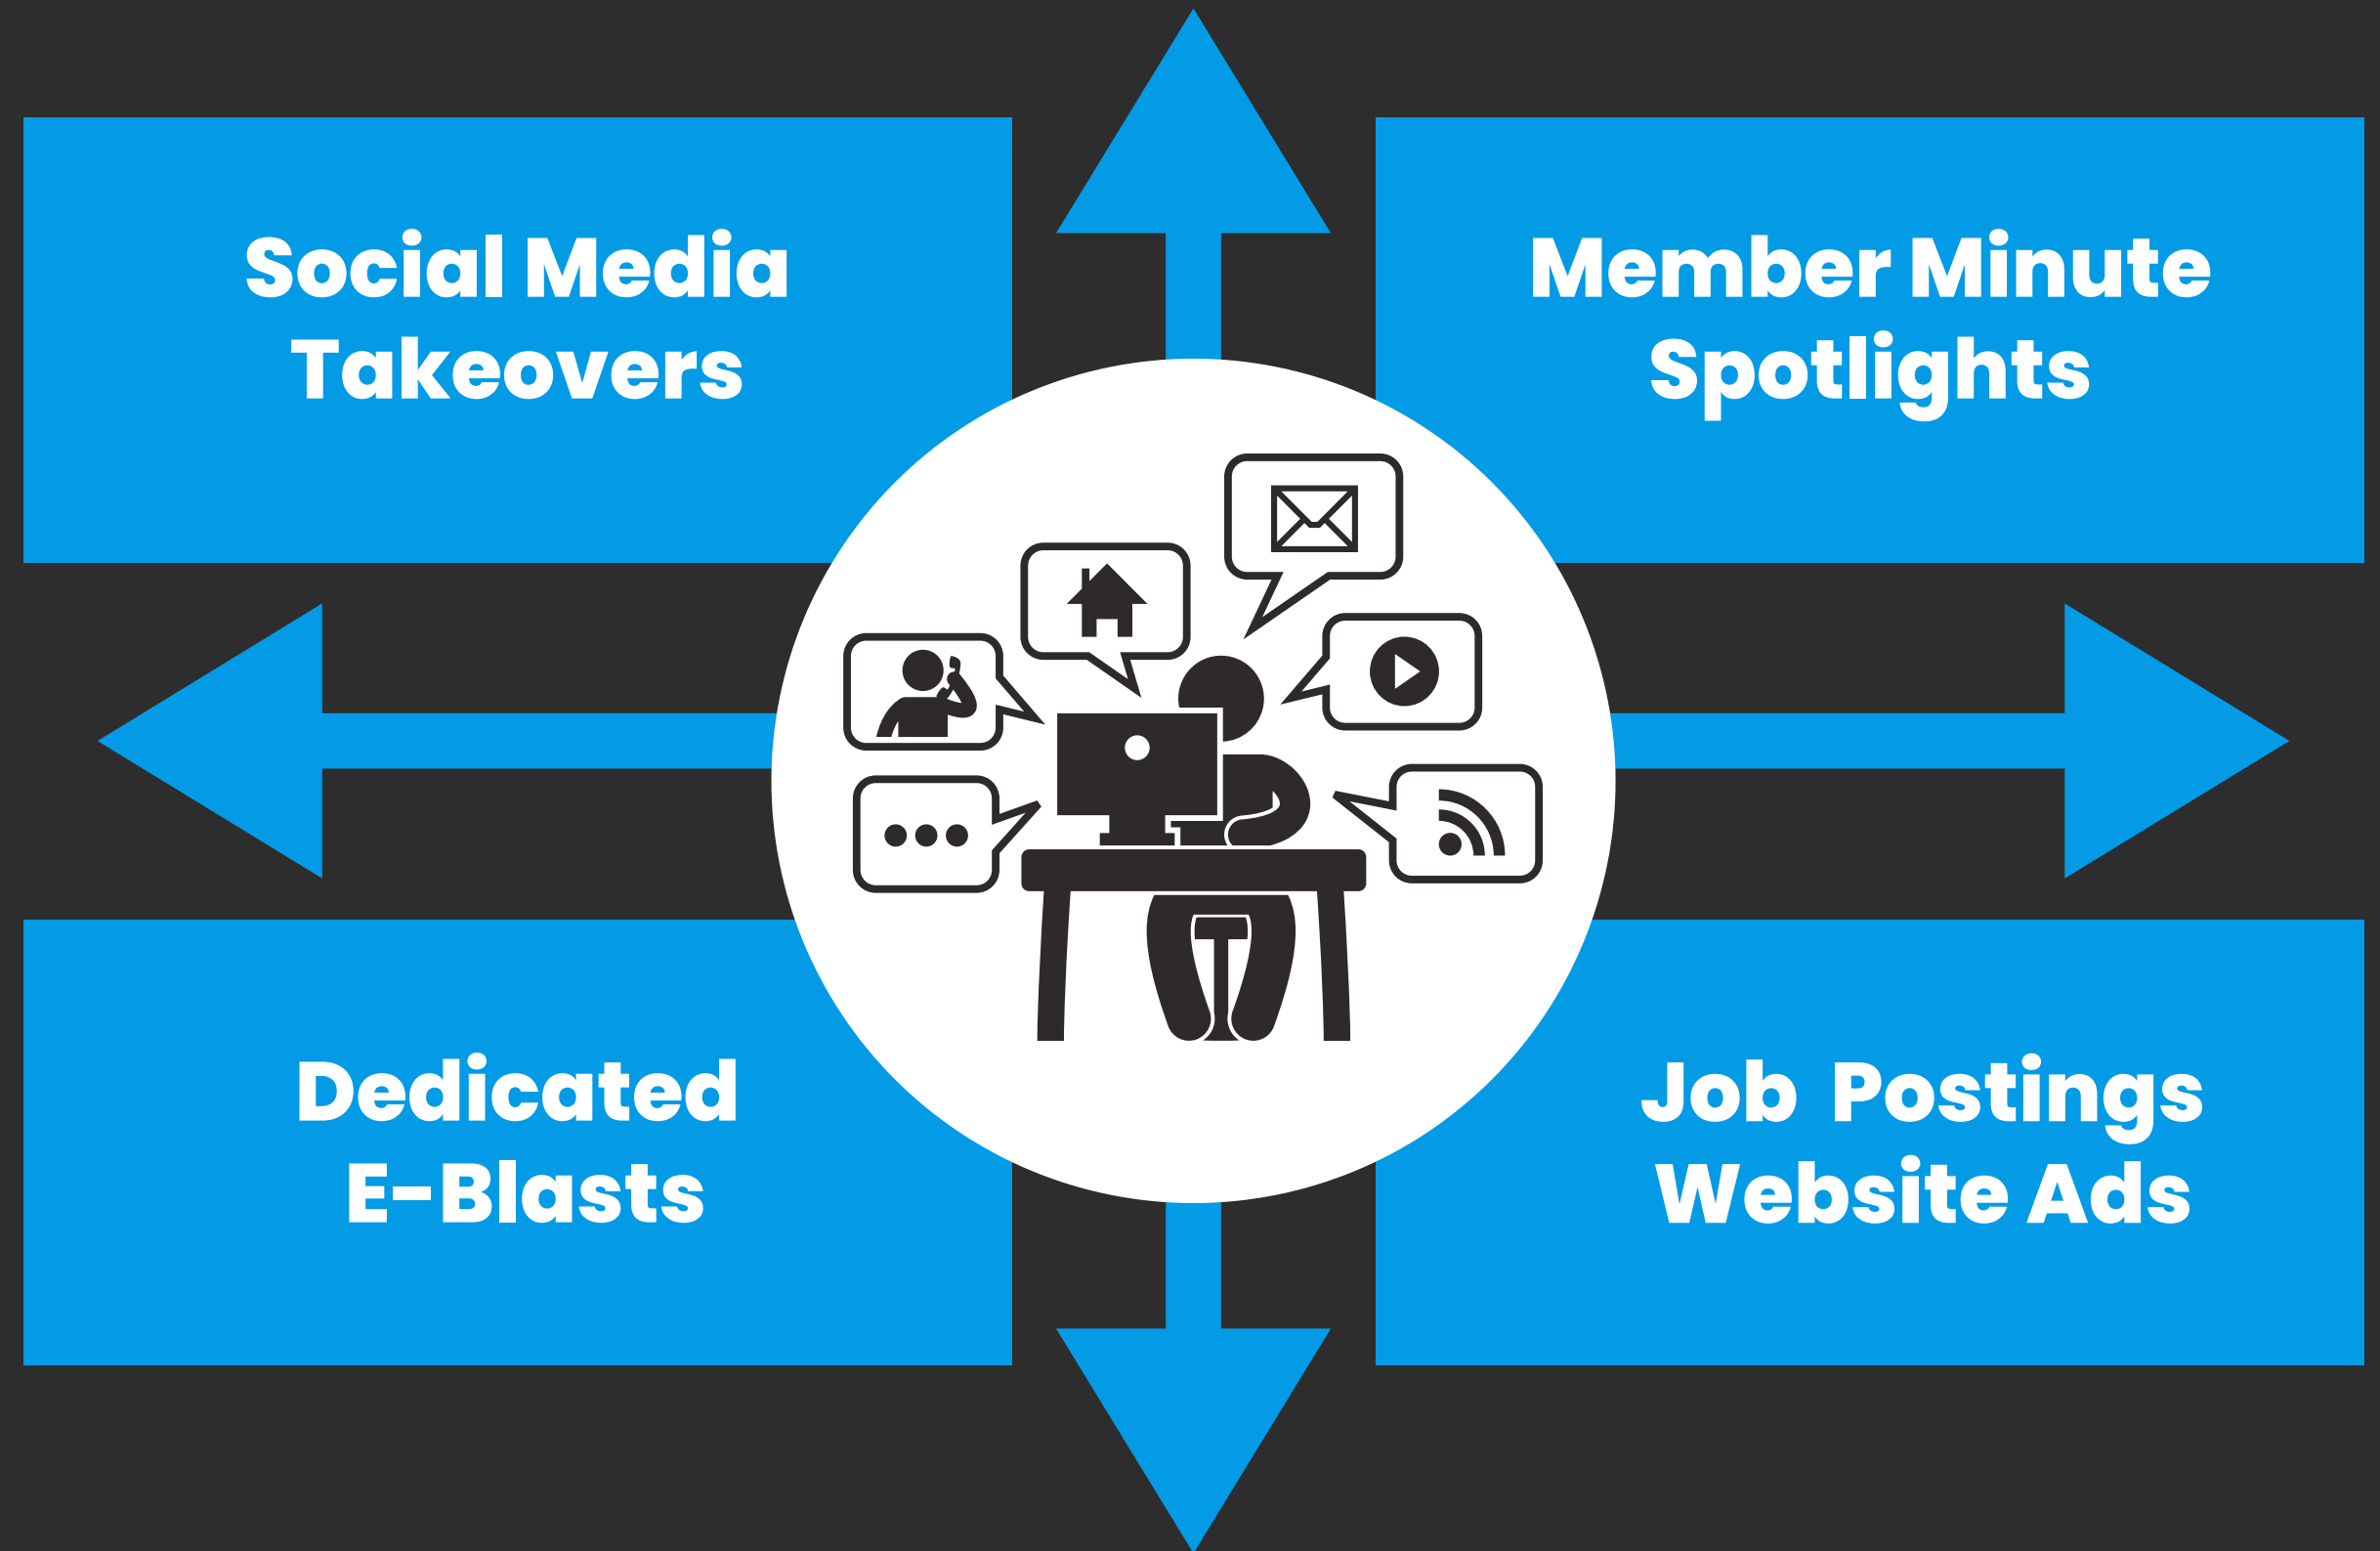 Social Media
Takeovers
Member Minute
Spotlights
Dedicated
E-Blasts
Job Postings
Website Ads